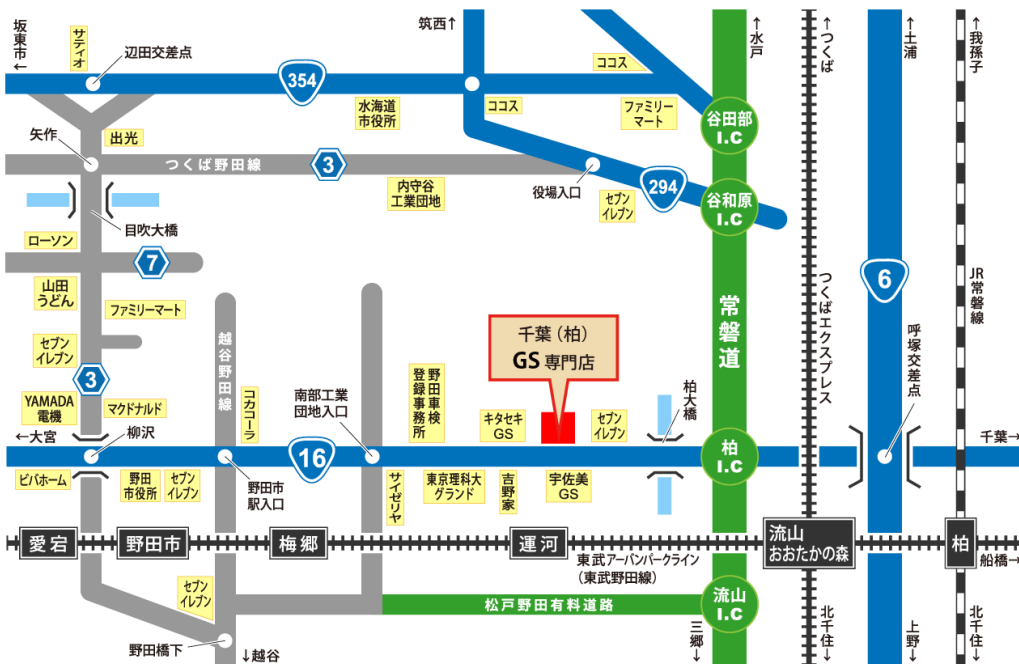 坂東市←
サティオ
辺田交差点
354
水海道
市役所
筑西↑
ココス
ココス
ファミリー
マート
谷田部
I.C
←水戸
←つくば
←土浦
←我孫子
矢作
出光
つくば野田線
3
内守谷
工業団地
役場入口
294
セブン
イレブン
谷和原
I.C
目吹大橋
ローソン
7
山田
うどん
ファミリーマート
セブン
イレブン
3
YAMADA
電機
マクドナルド
越谷野田線
コカコーラ
南部工業
団地入口
野田車検
登録事務所
千葉（柏）
GS 専門店
キタセキ
GS
セブン
イレブン
柏大橋
常磐道
つくばエクスプレス
6
呼塚交差点
JR常磐線
←大宮
柳沢
16
柏
I.C
千葉→
ビバホーム
野田
市役所
セブン
イレブン
野田市
駅入口
サイゼリヤ
東京理科大
グランド
吉野家
宇佐美
GS
愛宕
野田市
梅郷
運河
東武アーバンパークライン
（東武野田線）
流山
おおたかの森
柏
船橋→
セブン
イレブン
松戸野田有料道路
流山
I.C
野田橋下
↓越谷
三郷↓
北千住↓
上野↓
北千住↓